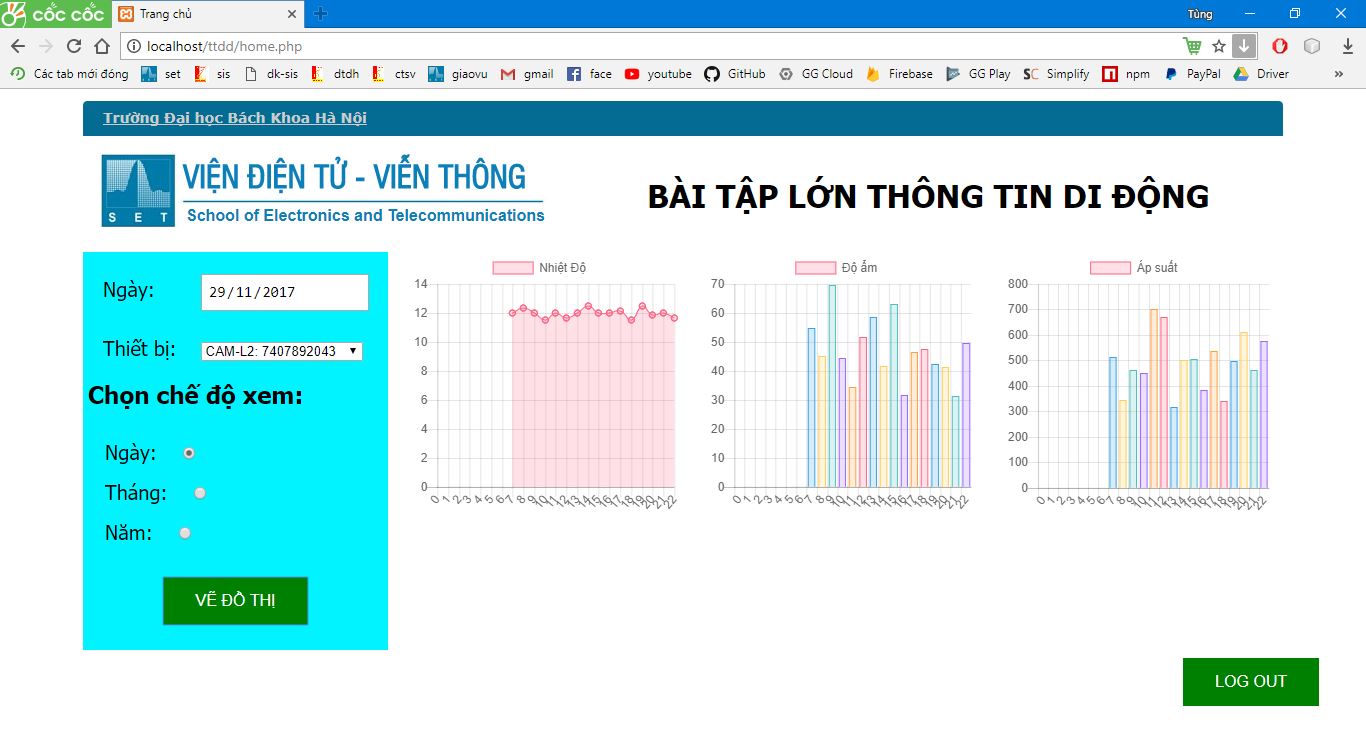 cốc cốc
Trang chủ
Tùng
localhost/ttdd/home.php
Các tab mới đóng set sis dk-sis dtdh ctsv giaovu gmail face youtube GitHub GG Cloud Firebase GG Play SC Simplify npm PayPal Driver »
Trường Đại học Bách Khoa Hà Nội
VIỆN ĐIỆN TỬ - VIỄN THÔNG
School of Electronics and Telecommunications
S E T
BÀI TẬP LỚN THÔNG TIN DI ĐỘNG
Ngày: 29/11/2017
Thiết bị: CAM-L2: 7407892043
Chọn chế độ xem:
Ngày:
Tháng:
Năm:
VẼ ĐỒ THỊ
Nhiệt Độ
14
12
10
8
6
4
2
0
0 1 2 3 4 5 6 7 8 9 10 11 12 13 14 15 16 17 18 19 20 21 22
Độ ẩm
70
60
50
40
30
20
10
0
0 1 2 3 4 5 6 7 8 9 10 11 12 13 14 15 16 17 18 19 20 21 22
Áp suất
800
700
600
500
400
300
200
100
0
0 1 2 3 4 5 6 7 8 9 10 11 12 13 14 15 16 17 18 19 20 21 22
LOG OUT